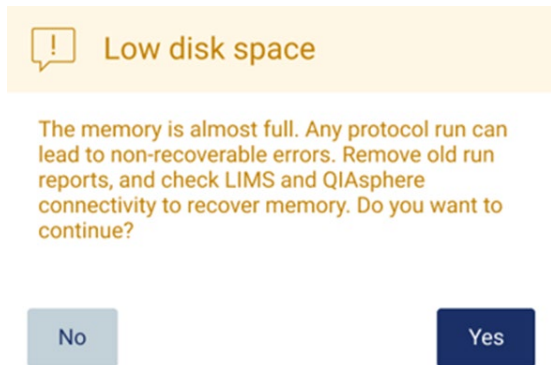 !
Low disk space
The memory is almost full. Any protocol run can
lead to non-recoverable errors. Remove old run
reports, and check LIMS and QIAsphere
connectivity to recover memory. Do you want to
continue?
No
Yes